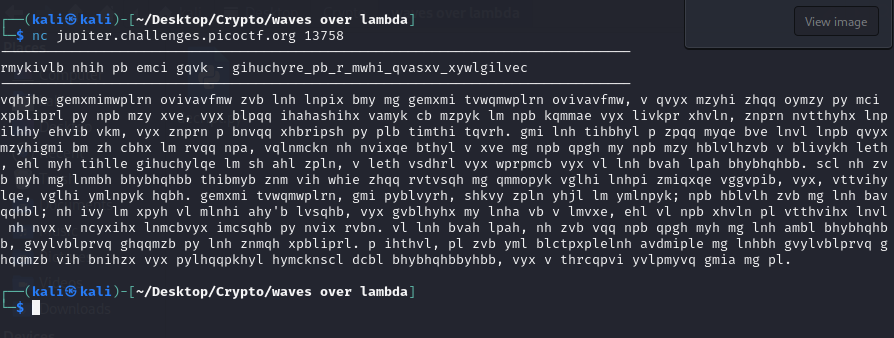 View image
┌──(kali㉿kali)-[~/Desktop/Crypto/waves over lambda]
└─$ nc jupiter.challenges.picoctf.org 13758
rmykivlb nhih pb emci gqvk - gihuchyre_pb_r_mwhi_qvasxv_xywlgilvec
vqhjhe gemxmimwplrn ovivavfmw zvb lnh lnpix bmy mg gemxmi tvwqmwplrn ovivavfmw, v qvyx mzyhi zhqq oymzy py mci
xpbliprl py npb mzy xve, vyx blpqq ihahashihx vamyk cb mzpyk lm npb kqmmae vyx livkpr xhvln, znprn nvtthyhx lnp
ilhhy ehvib vkm, vyx znprn p bnvqq xhbripsh py plb timthi tqvrh. gmi lnh tihbhyl p zpqq myqe bve lnvl lnpb qvyx
mzyhigmi bm zh cbhx lm rvqq npa, vqlnmckn nh nvixqe bthyl v xve mg npb qpgh my npb mzy hblvlhzvb v blivykh leth
, ehl myh tihlle gihuchylqe lm sh ahl zpln, v leth vsdhrl vyx wprpmcb vyx vl lnh bvah lpah bhybhqhbb. scl nh zv
b myh mg lnmbh bhybhqhbb thibmyb znm vih whie zhqq rvtvsqh mg qmmopyk vglhi lnhpi zmiqxqe vggvpib, vyx, vttvihy
lqe, vglhi ymlnpyk hqbh. gemxmi tvwqmwplrn, gmi pyblvyrh, shkvy zpln yhjl lm ymlnpyk; npb hblvlh zvb mg lnh bav
qqhbl; nh ivy lm xpyh vl mlnhi ahy'b lvsqhb, vyx gvblhyhx my lnha vb v lmvxe, ehl vl npb xhvln pl vttvihx lnvl
nh nvx v ncyxihx lnmcbvyx imcsqhb py nvix rvbn. vl lnh bvah lpah, nh zvb vqq npb qpgh myh mg lnh ambl bhybhqhb
b, gvylvblprvq ghqqmzb py lnh znmqh xpbliprl. p ihthvl, pl zvb yml blctpxplelnh avdmiple mg lnhbh gvylvblprvq g
hqqmzb vih bnihzx vyx pylhqqpkhyl hymcknscl dcbl bhybhqhbbyhbb, vyx v thrcqpvi yvlpmyvq gmia mg pl.
┌──(kali㉿kali)-[~/Desktop/Crypto/waves over lambda]
└─$